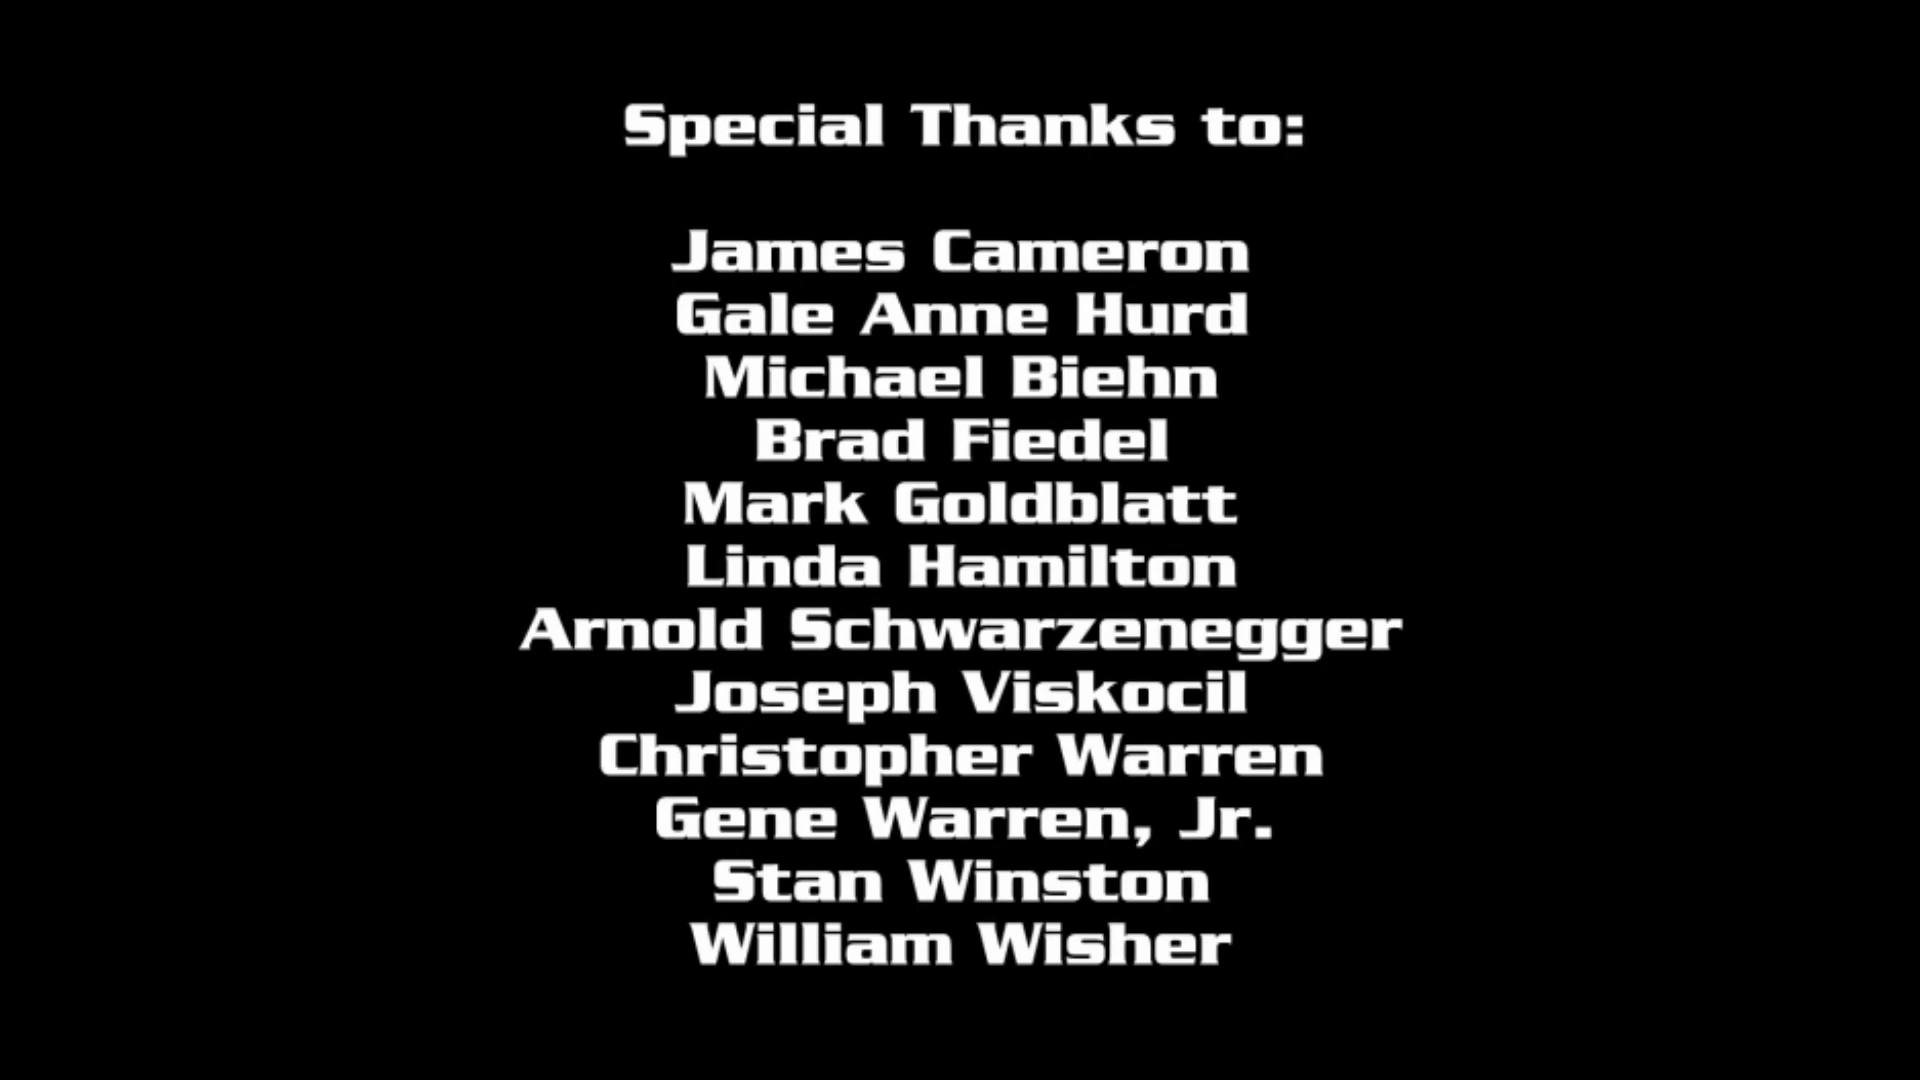 Special Thanks to:
James Cameron
Gale Anne Hurd
Michael Biehn
Brad Fiedel
Mark Goldblatt
Linda Hamilton
Arnold Schwarzenegger
Joseph Viskocil
Christopher Warren
Gene Warren, Jr.
Stan Winston
William Wisher